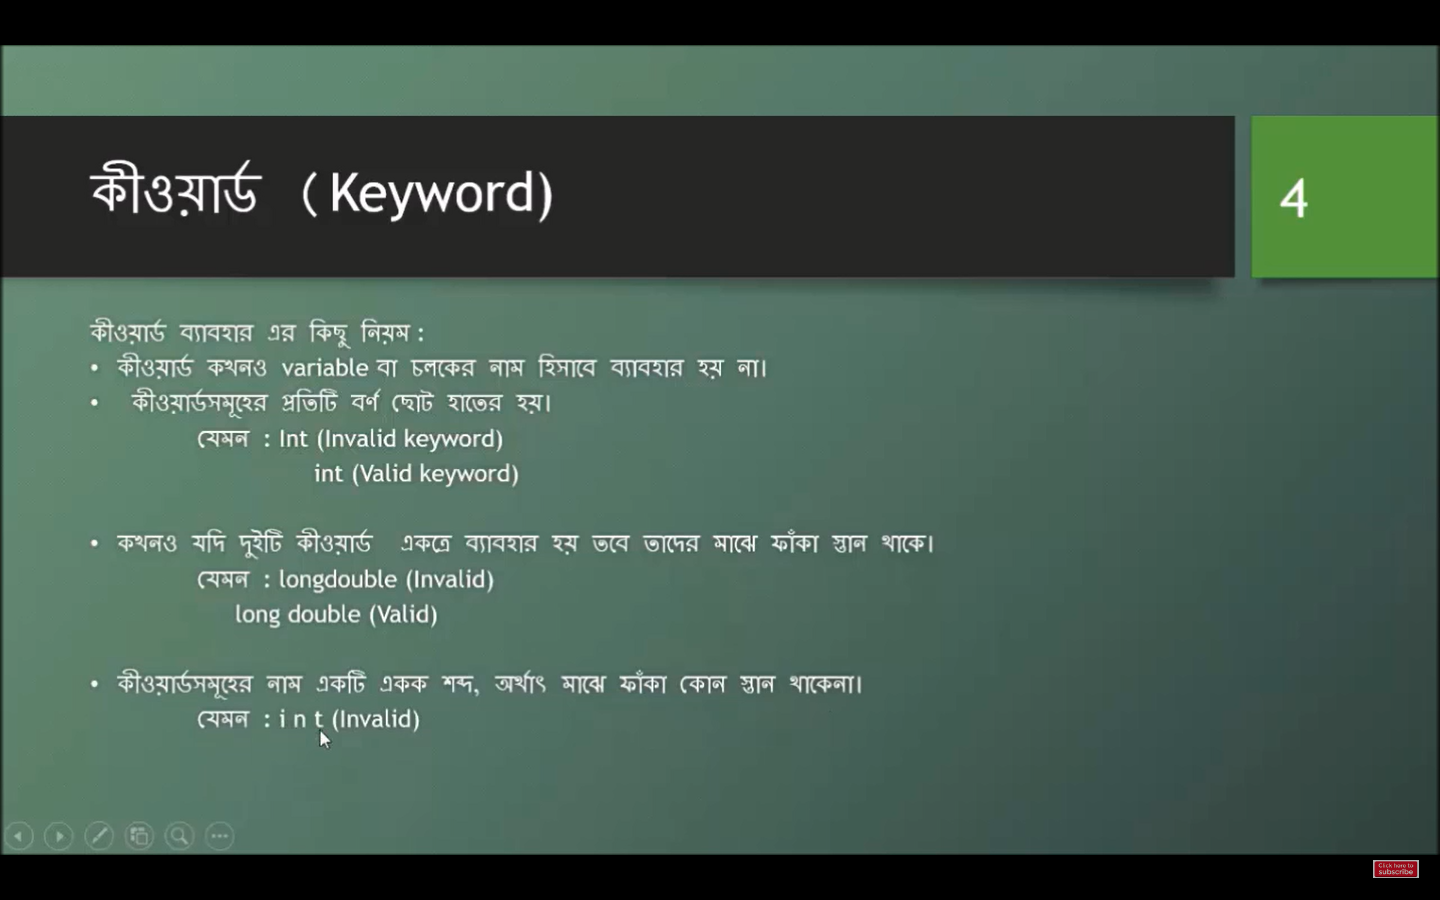 কীওয়ার্ড (Keyword)
4
কীওয়ার্ড ব্যাবহার এর কিছু নিয়ম :
• কীওয়ার্ড কখনও variable বা চলকের নাম হিসাবে ব্যাবহার হয় না।
• কীওয়ার্ডসমূহের প্রতিটি বর্ণ ছোট হাতের হয়।
যেমন : Int (Invalid keyword)
int (Valid keyword)
• কখনও যদি দুইটি কীওয়ার্ড একত্রে ব্যাবহার হয় তবে তাদের মাঝে ফাঁকা স্তান থাকে।
যেমন : longdouble (Invalid)
long double (Valid)
• কীওয়ার্ডসমূহের নাম একটি একক শব্দ, অর্থাৎ মাঝে ফাঁকা কোন স্তান থাকেনা।
যেমন : i n t (Invalid)
Click here to
subscribe